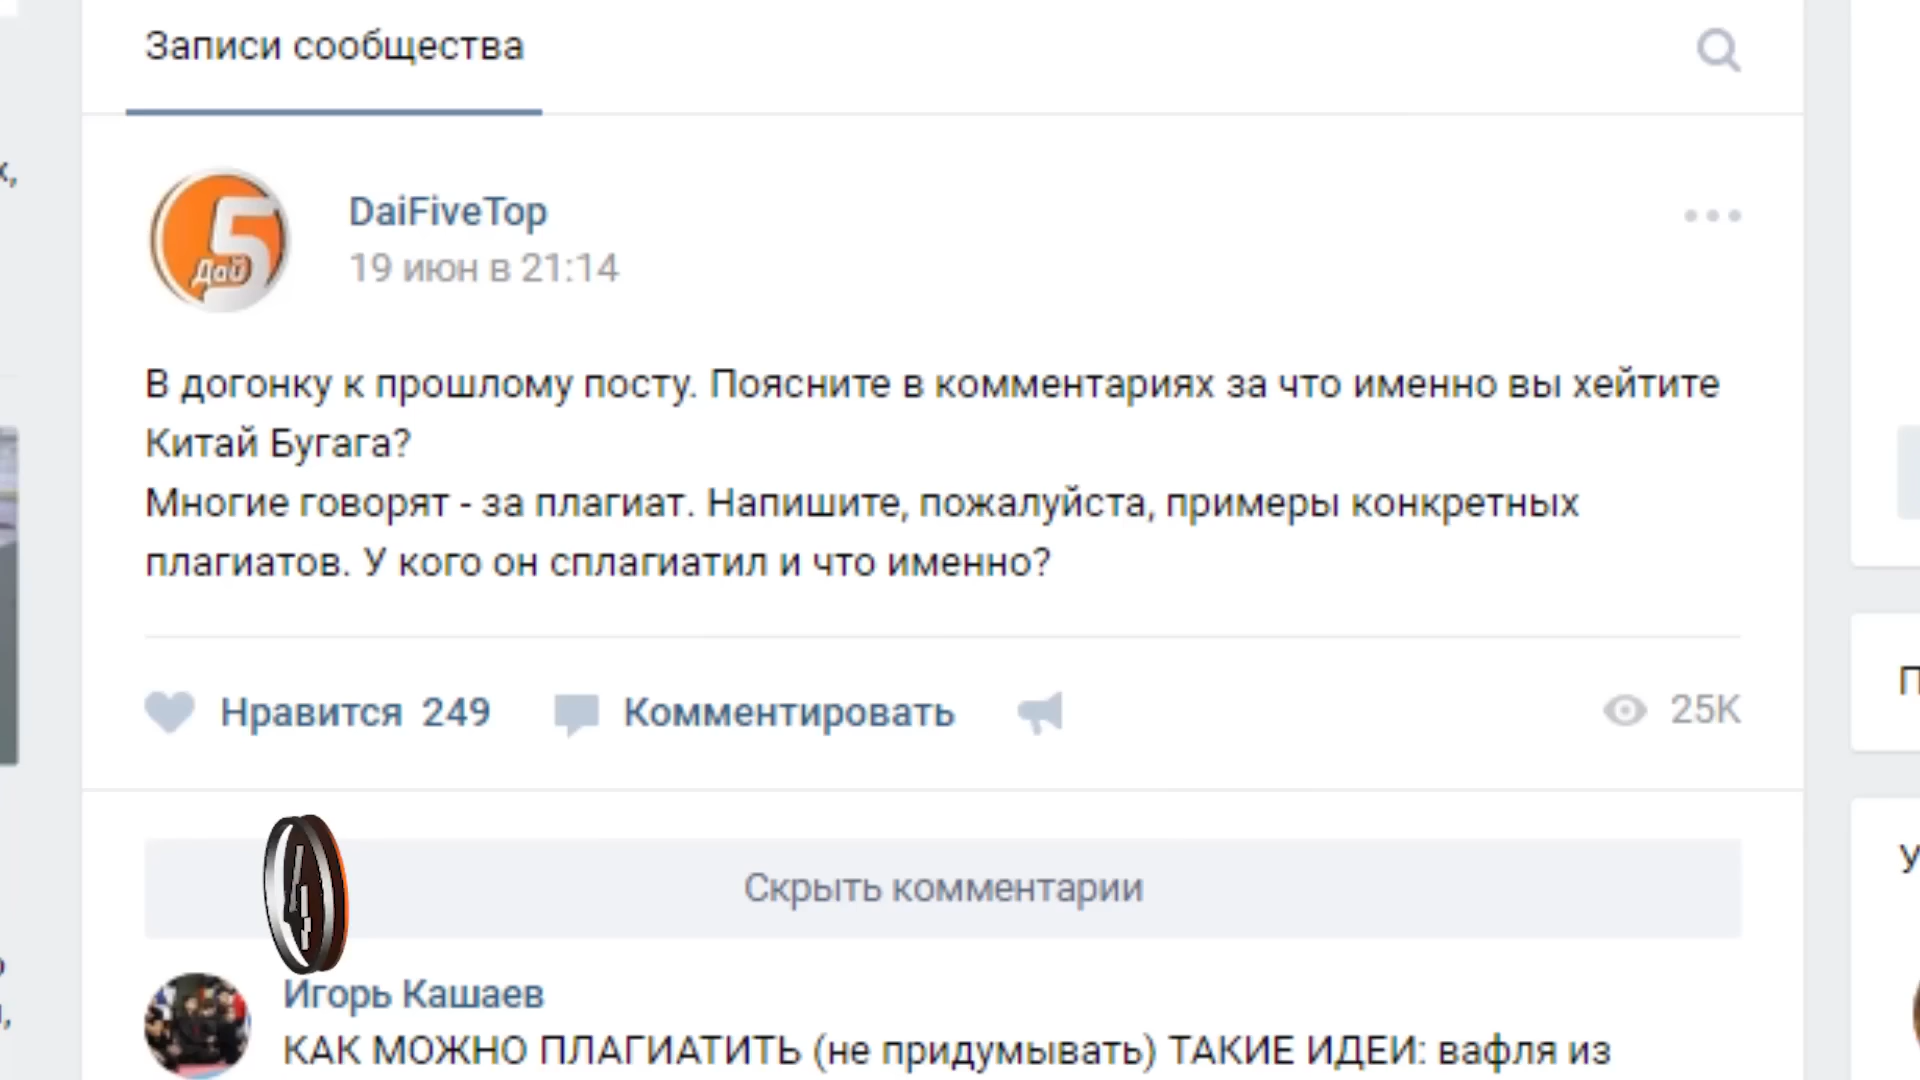 Записи сообщества
х,
5
Дай
DaiFiveTop
19 июн в 21:14
В догонку к прошлому посту. Поясните в комментариях за что именно вы хейтите
Китай Бугага?
Многие говорят - за плагиат. Напишите, пожалуйста, примеры конкретных
плагиатов. У кого он сплагиатил и что именно?
Нравится 249 Комментировать 25K
Скрыть комментарии
Игорь Кашаев
КАК МОЖНО ПЛАГИАТИТЬ (не придумывать) ТАКИЕ ИДЕИ: вафля из